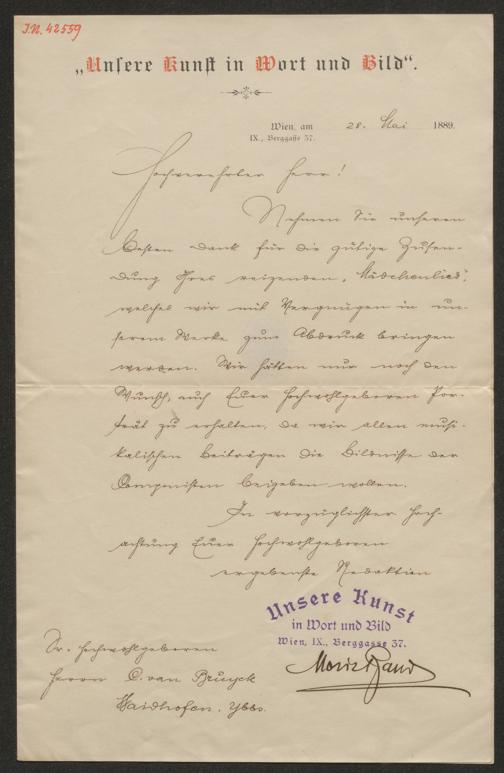 J.N. 42559
„Unsere Kunst in Wort und Bild“.
Wien, am 28. Mai 1889.
IX., Berggasse 37.
Hochverehrter Herr!
Nehmen Sie unseren
besten Dank für die gütige Zusen-
dung Ihres reizenden „Mädchenlied“,
welches wir mit Vergnügen in un-
serem Werke zum Abdruck bringen
werden. Wir hätten nur noch den
Wunsch, auch Euer Hochwohlgeboren Por-
trät zu erhalten, da wir allen musi-
kalischen Beiträgen die Bildnisse der
Componisten beigeben wollen.
In vorzüglichster Hoch-
achtung Euer Hochwohlgeboren
ergebenste Redaktion
Unsere Kunst
in Wort und Bild
Wien, IX., Berggasse 37.
Moriz Band
Sr. Hochwohlgeboren
Herrn C. van Bruyck
Waidhofen. Ybbs.